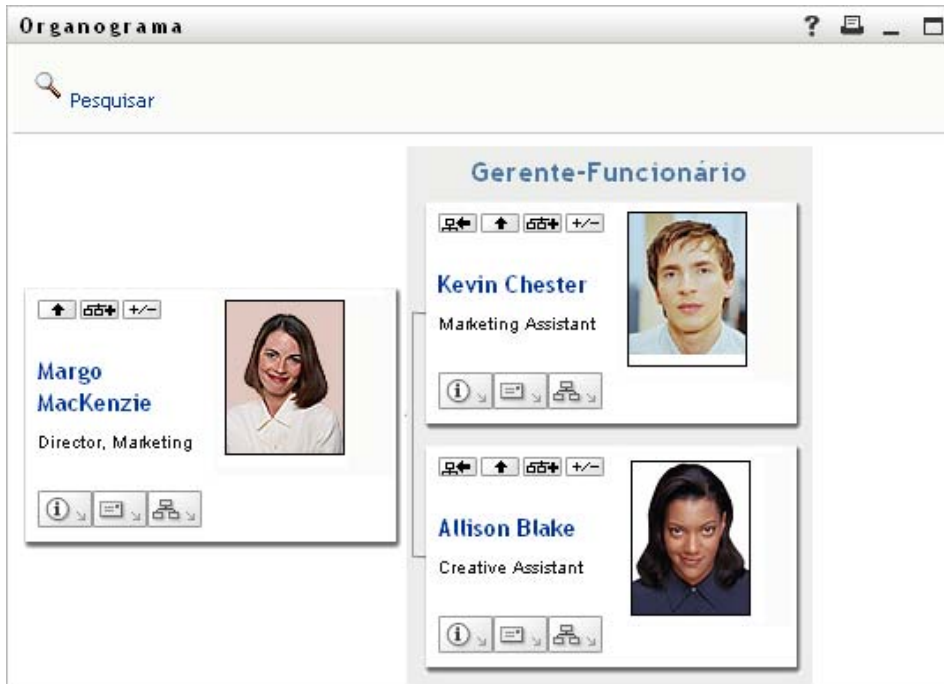 Organograma
Pesquisar
Gerente-Funcionário
+/-
Kevin Chester
Marketing Assistant
+/-
Margo
MacKenzie
Director, Marketing
+/-
Allison Blake
Creative Assistant